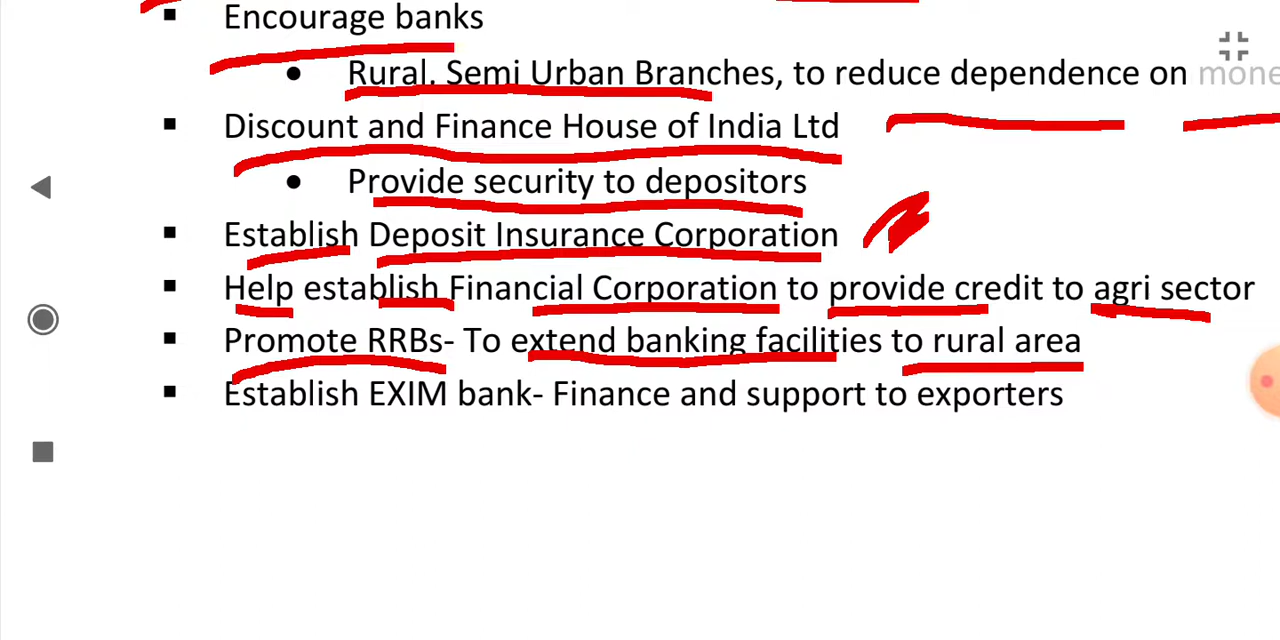 ▪ Encourage banks
• Rural, Semi Urban Branches, to reduce dependence on
▪ Discount and Finance House of India Ltd
• Provide security to depositors
▪ Establish Deposit Insurance Corporation
▪ Help establish Financial Corporation to provide credit to agri sector
▪ Promote RRBs- To extend banking facilities to rural area
▪ Establish EXIM bank- Finance and support to exporters